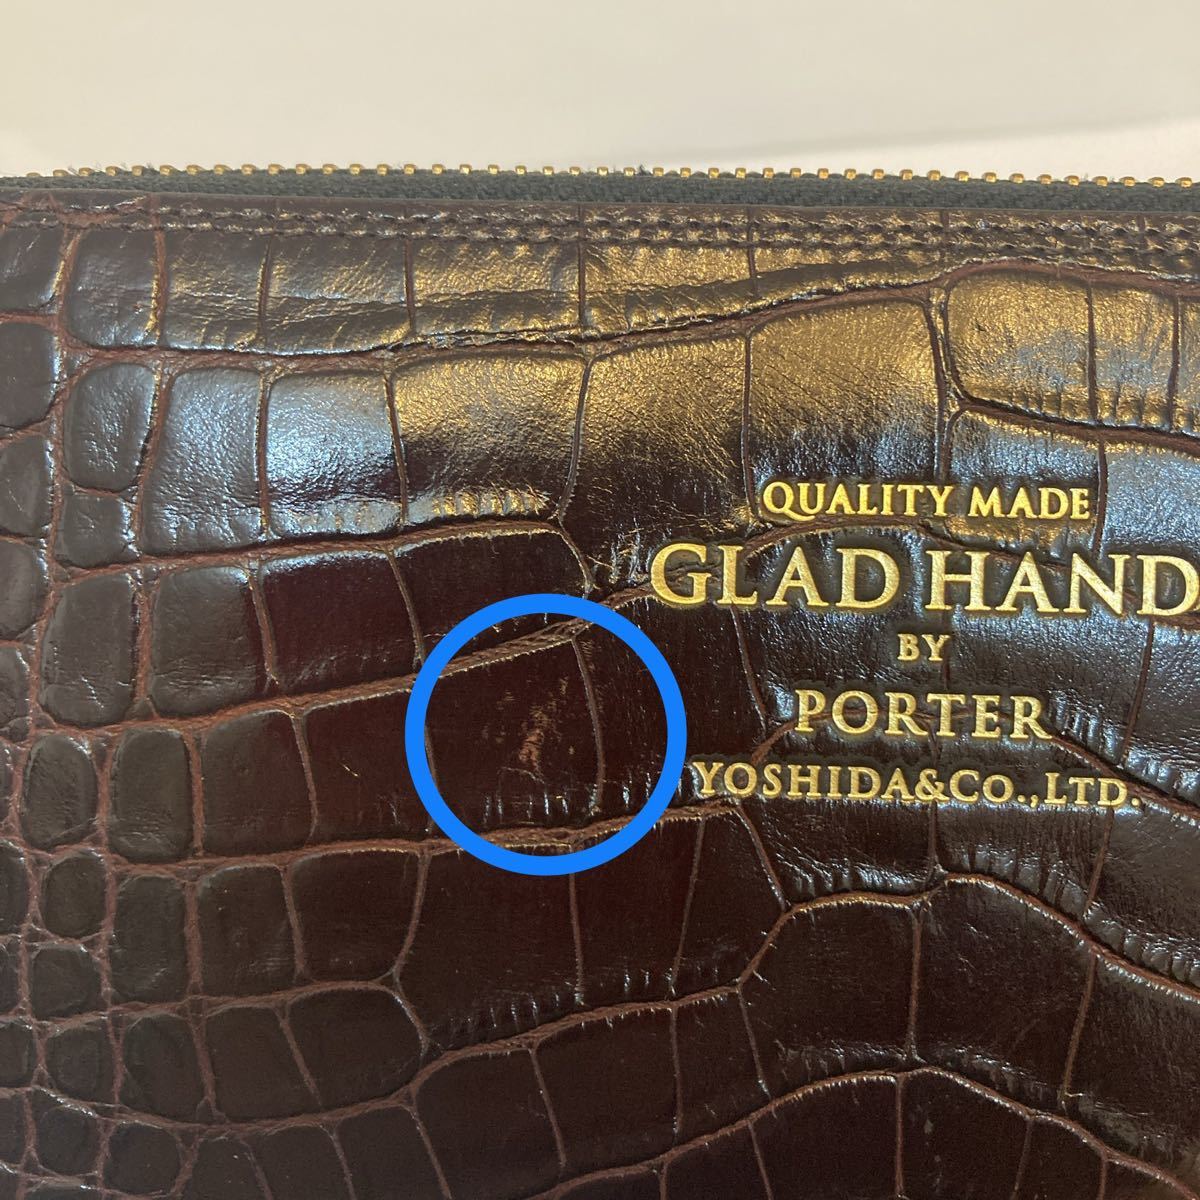 QUALITY MADE
GLAD HAND
BY
PORTER
YOSHIDA&CO.,LTD.